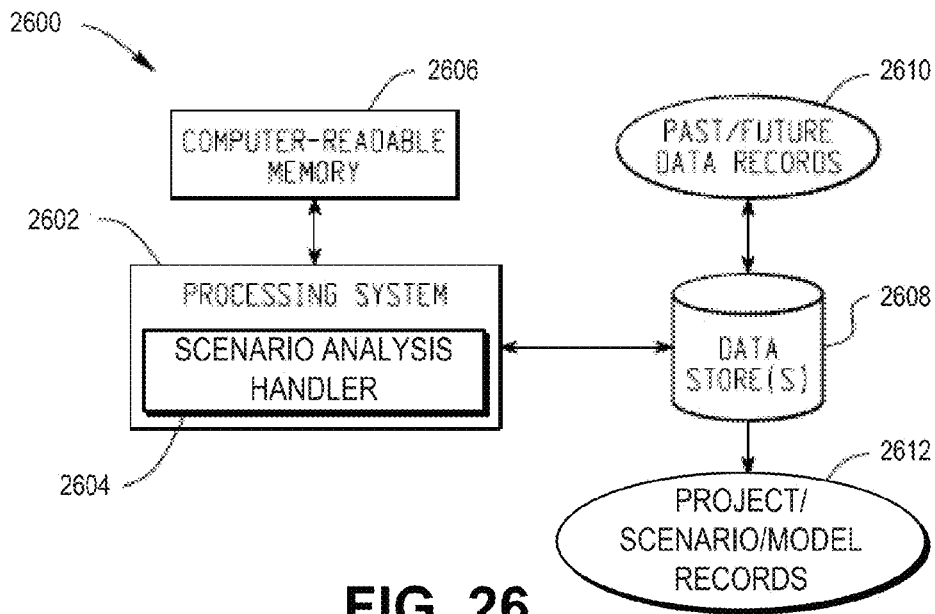 2600
2606
2610
COMPUTER-READABLE
MEMORY
PAST/FUTURE
DATA RECORDS
2602
PROCESSING SYSTEM
SCENARIO ANALYSIS
HANDLER
2608
DATA
STORE(S)
2604
2612
PROJECT/
SCENARIO/MODEL
RECORDS
FIG. 26